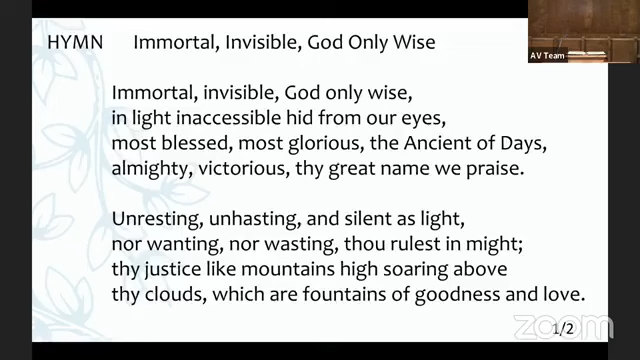 HYMN Immortal, Invisible, God Only Wise
AV Team
Immortal, invisible, God only wise,
in light inaccessible hid from our eyes,
most blessed, most glorious, the Ancient of Days,
almighty, victorious, thy great name we praise.
Unresting, unhasting, and silent as light,
nor wanting, nor wasting, thou rulest in might;
thy justice like mountains high soaring above
thy clouds, which are fountains of goodness and love.
1/2
zoom